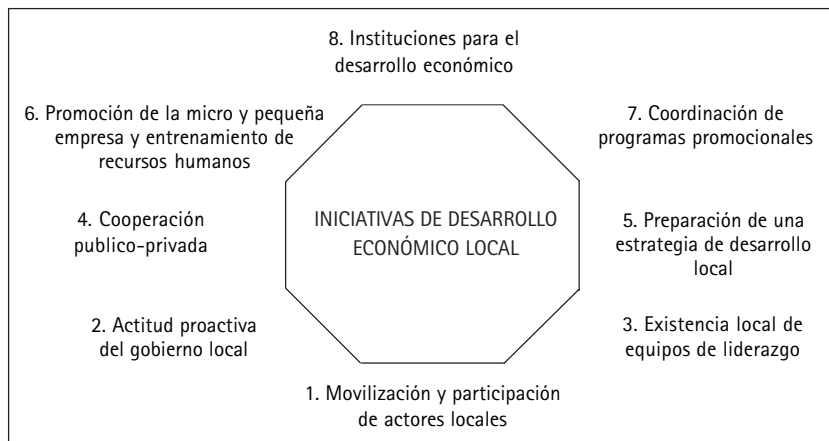 8. Instituciones para el
desarrollo económico
6. Promoción de la micro y pequeña
empresa y entrenamiento de
recursos humanos
7. Coordinación de
programas promocionales
4. Cooperación
publico-privada
INICIATIVAS DE DESARROLLO
ECONÓMICO LOCAL
5. Preparación de una
estrategia de desarrollo
local
2. Actitud proactiva
del gobierno local
3. Existencia local de
equipos de liderazgo
1. Movilización y participación
de actores locales